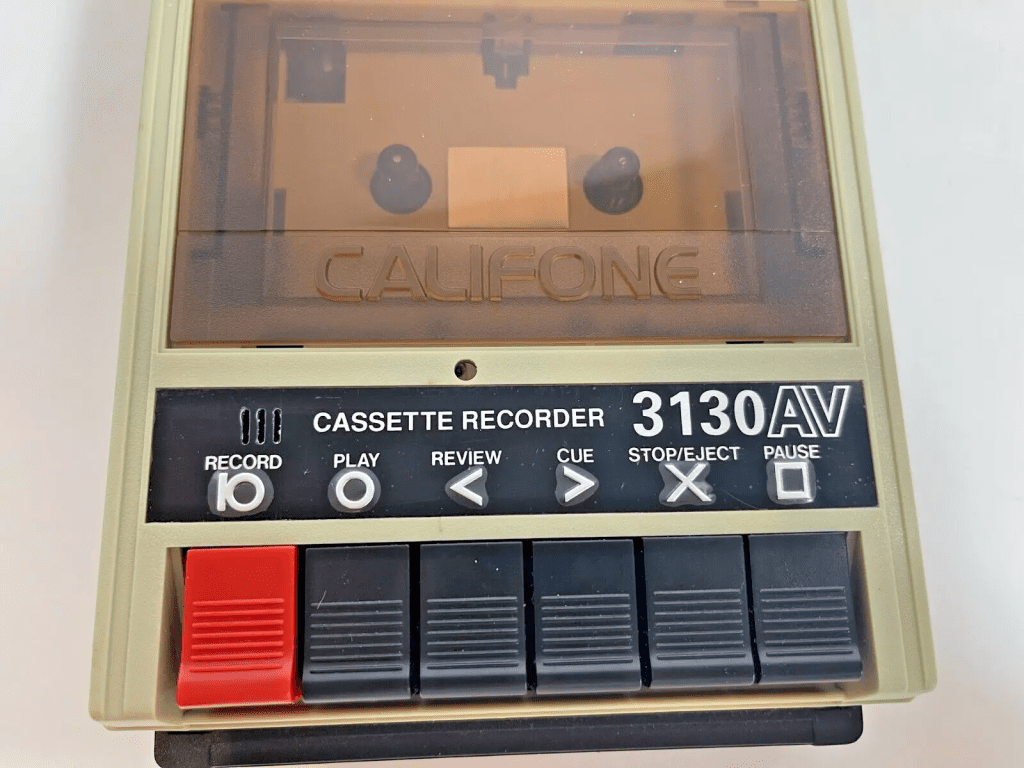 CALIFONE
CASSETTE RECORDER 3130AV
RECORD PLAY REVIEW CUE STOP/EJECT PAUSE